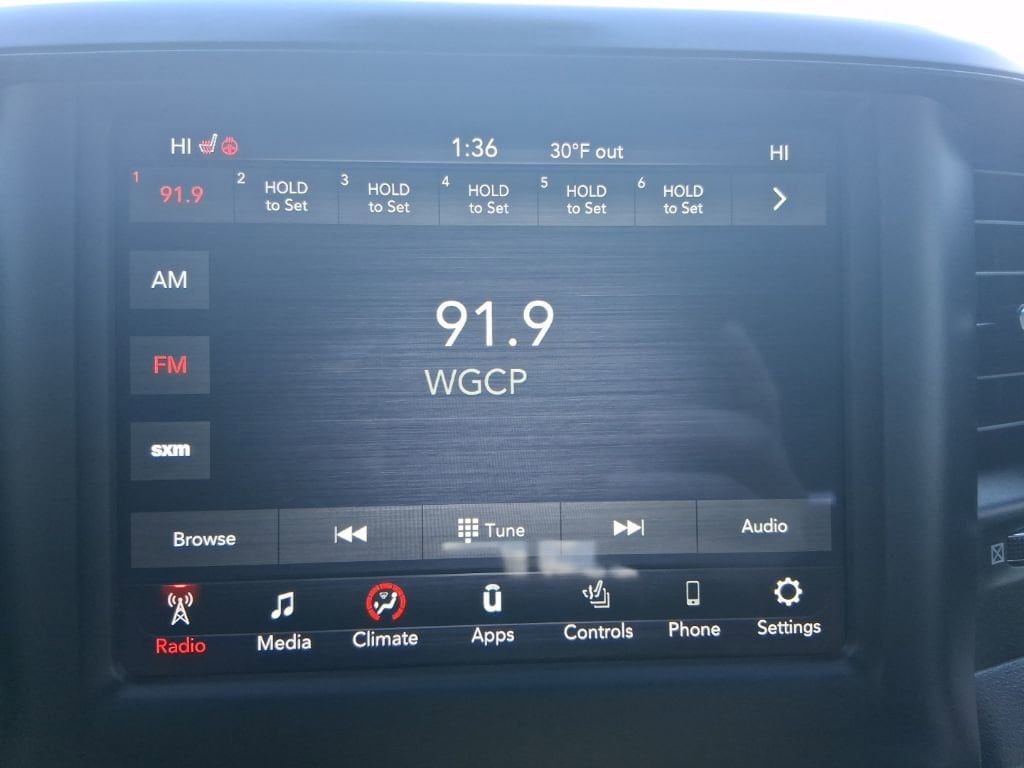 HI 1:36 30°F out HI
1 91.9 2 HOLD to Set 3 HOLD to Set 4 HOLD to Set 5 HOLD to Set 6 HOLD to Set
AM
91.9
FM
WGCP
sxm
Browse Tune Audio
Radio Media Climate Apps Controls Phone Settings